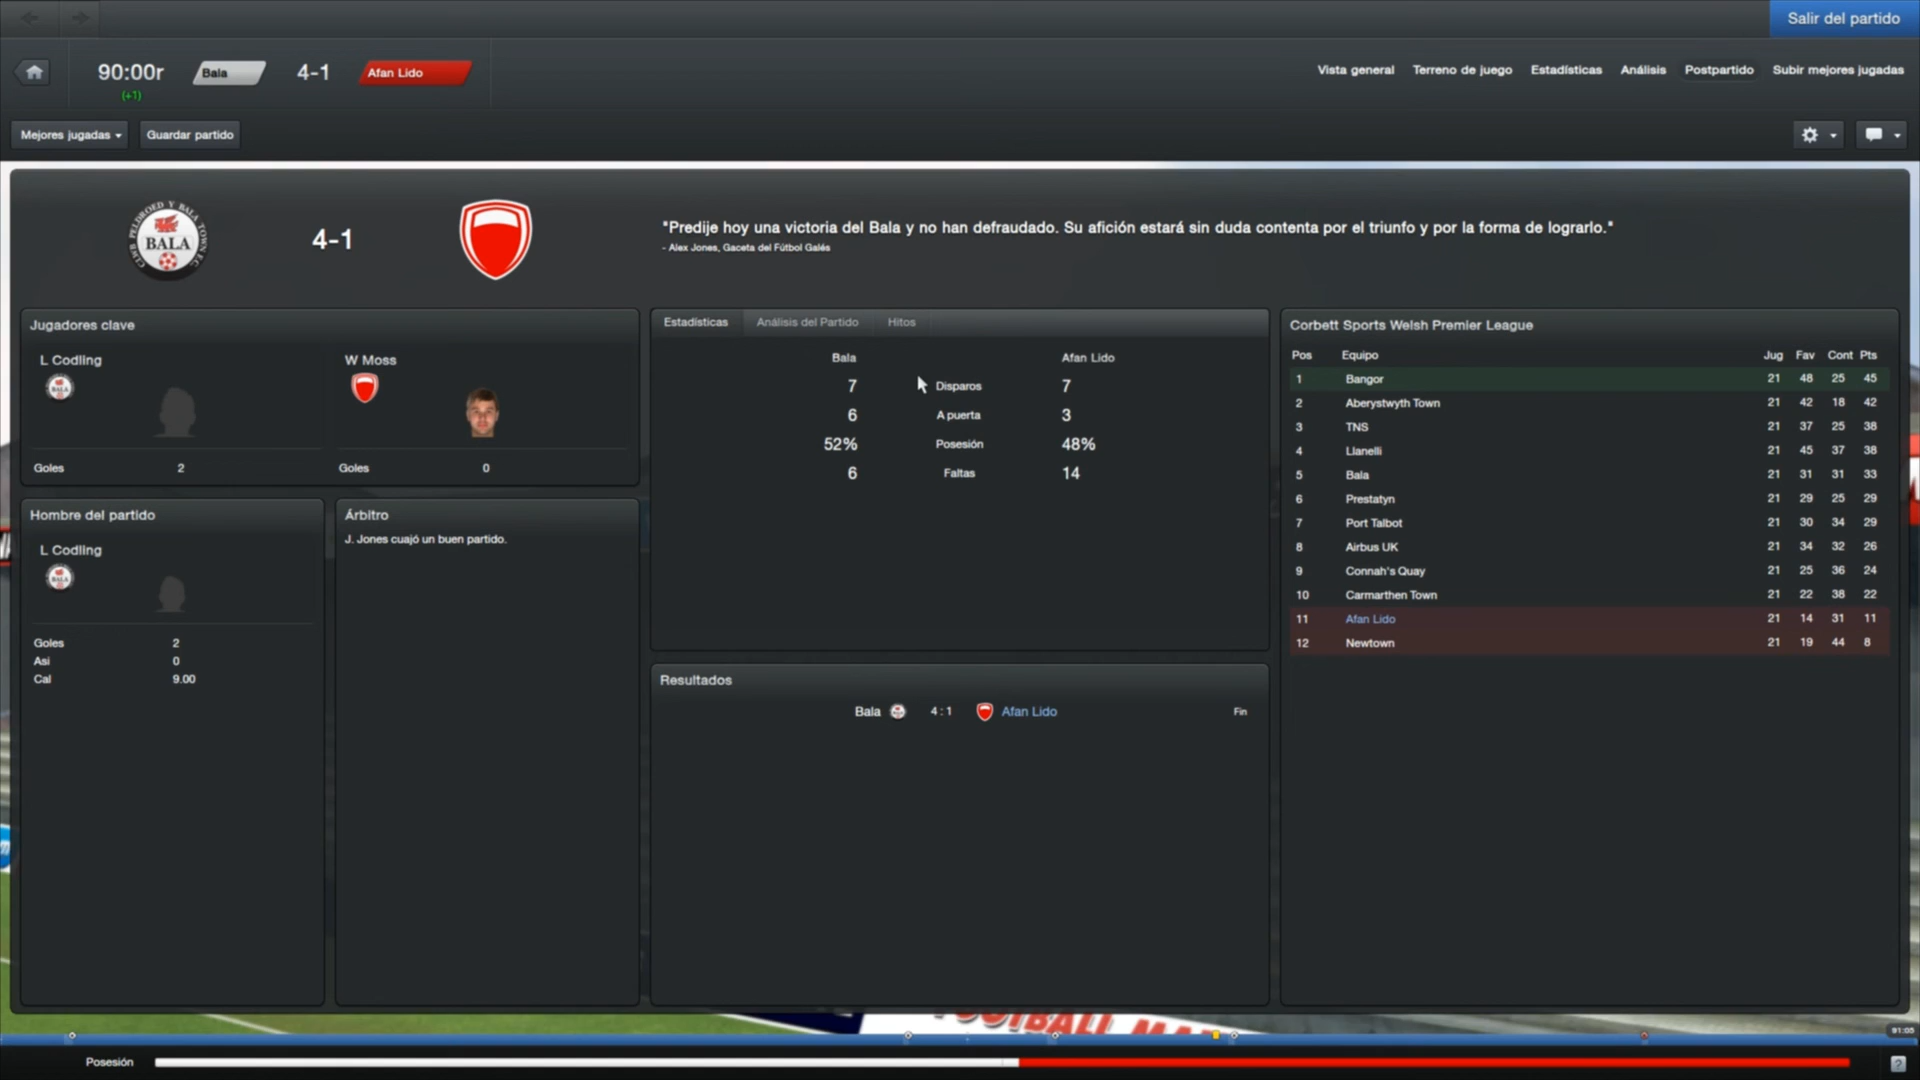 Salir del partido
90:00r
(+1)
Bala
4-1
Afan Lido
Vista general
Terreno de juego
Estadísticas
Análisis
Postpartido
Subir mejores jugadas
Mejores jugadas
Guardar partido
BALA
4-1
"Predije hoy una victoria del Bala y no han defraudado. Su afición estará sin duda contenta por el triunfo y por la forma de lograrlo."
- Alex Jones, Gaceta del Fútbol Galés
Jugadores clave
L Codling
W Moss
Goles 2
Goles 0
Hombre del partido
L Codling
Goles 2
Asi 0
Cal 9.00
Árbitro
J. Jones cuajó un buen partido.
Estadísticas Análisis del Partido Hitos
Bala Afan Lido
7 Disparos 7
6 A puerta 3
52% Posesión 48%
6 Faltas 14
Resultados
Bala 4 : 1 Afan Lido Fin
Corbett Sports Welsh Premier League
Pos Equipo Jug Fav Cont Pts
1 Bangor 21 48 25 45
2 Aberystwyth Town 21 42 18 42
3 TNS 21 37 25 38
4 Llanelli 21 45 37 38
5 Bala 21 31 31 33
6 Prestatyn 21 29 25 29
7 Port Talbot 21 30 34 29
8 Airbus UK 21 34 32 26
9 Connah's Quay 21 25 36 24
10 Carmarthen Town 21 22 38 22
11 Afan Lido 21 14 31 11
12 Newtown 21 19 44 8
FOOTBALL
91:05
Posesión
?